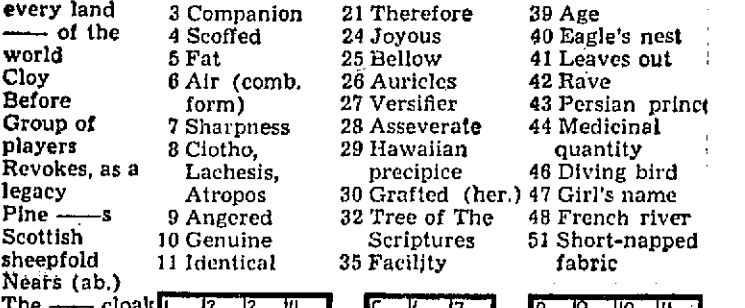 every land
— of the
world
Cloy
Before
Group of
players
Revokes, as a
legacy
Pine —s
Scottish
sheepfold
Nears (ab.)
The — cloak
3 Companion
4 Scoffed
5 Fat
6 Air (comb.
form)
7 Sharpness
8 Clotho,
Lachesis,
Atropos
9 Angered
10 Genuine
11 Identical
21 Therefore
24 Joyous
25 Bellow
26 Auricles
27 Versifier
28 Asseverate
29 Hawaiian
precipice
30 Grafted (her.)
32 Tree of The
Scriptures
35 Facility
39 Age
40 Eagle's nest
41 Leaves out
42 Rave
43 Persian princ
44 Medicinal
quantity
46 Diving bird
47 Girl's name
48 French river
51 Short-napped
fabric